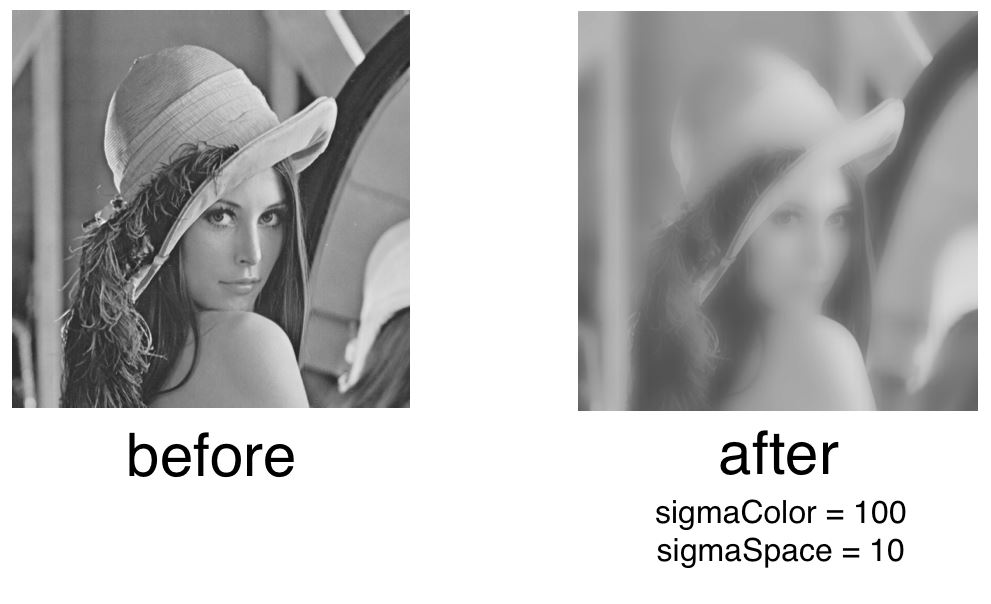 before
after
sigmaColor = 100
sigmaSpace = 10